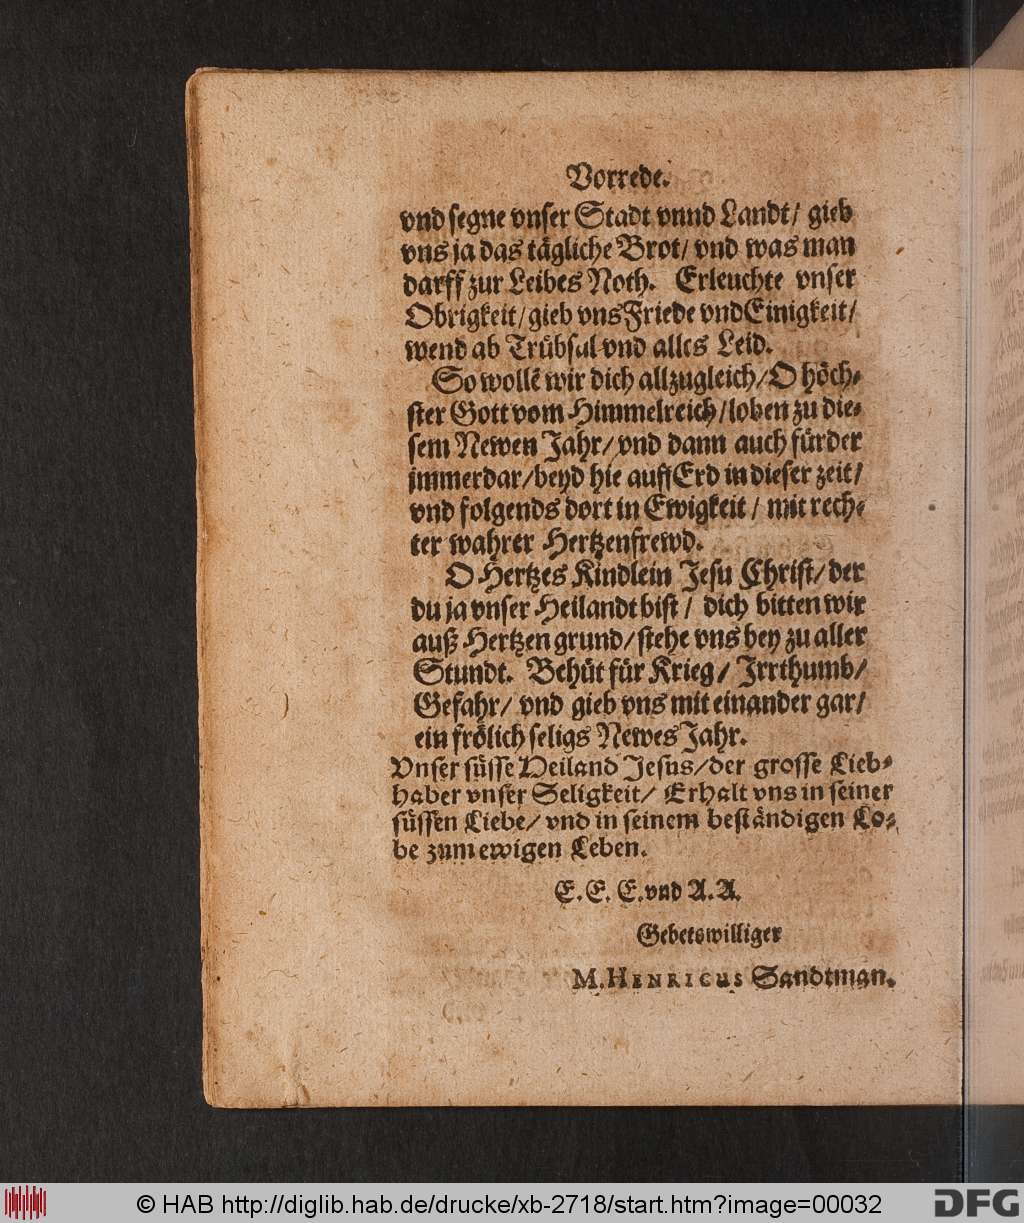 Vorrede.
vnd segne vnser Stadt vnnd Landt/ gieb
vns ja das tägliche Brot/ vnd was man
darff zur Leibes Noth. Erleuchte vnser
Obrigkeit/ gieb vns Friede vnd Einigkeit/
wend ab Trübsal vnd alles Leid.
So wollẽ wir dich allzugleich/ O höch-
ster Gott vom Himmelreich/ loben zu die-
sem Newen Jahr/ vnd dann auch fürder
jmmerdar/ beyd hie auff Erd in dieser zeit/
vnd folgends dort in Ewigkeit/ mit rech-
ter wahrer Hertzenfrewd.
O Hertzes Kindlein Jesu Christ/ der
du ja vnser Heilandt bist/ dich bitten wir
auß Hertzen grund/ stehe vns bey zu aller
Stundt. Behüt für Krieg/ Irrthumb/
Gefahr/ vnd gieb vns mit einander gar/
ein frölich seligs Newes Jahr.
Vnser süsse Heiland Jesus/ der grosse Lieb-
haber vnser Seligkeit/ Erhalt vns in seiner
süssen Liebe/ vnd in seinem beständigen Lo-
be zum ewigen Leben.
E. E. E. vnd A. A.
Gebetswilliger
M. HENRICUS Sandtman.
© HAB http://diglib.hab.de/drucke/xb-2718/start.htm?image=00032
DFG